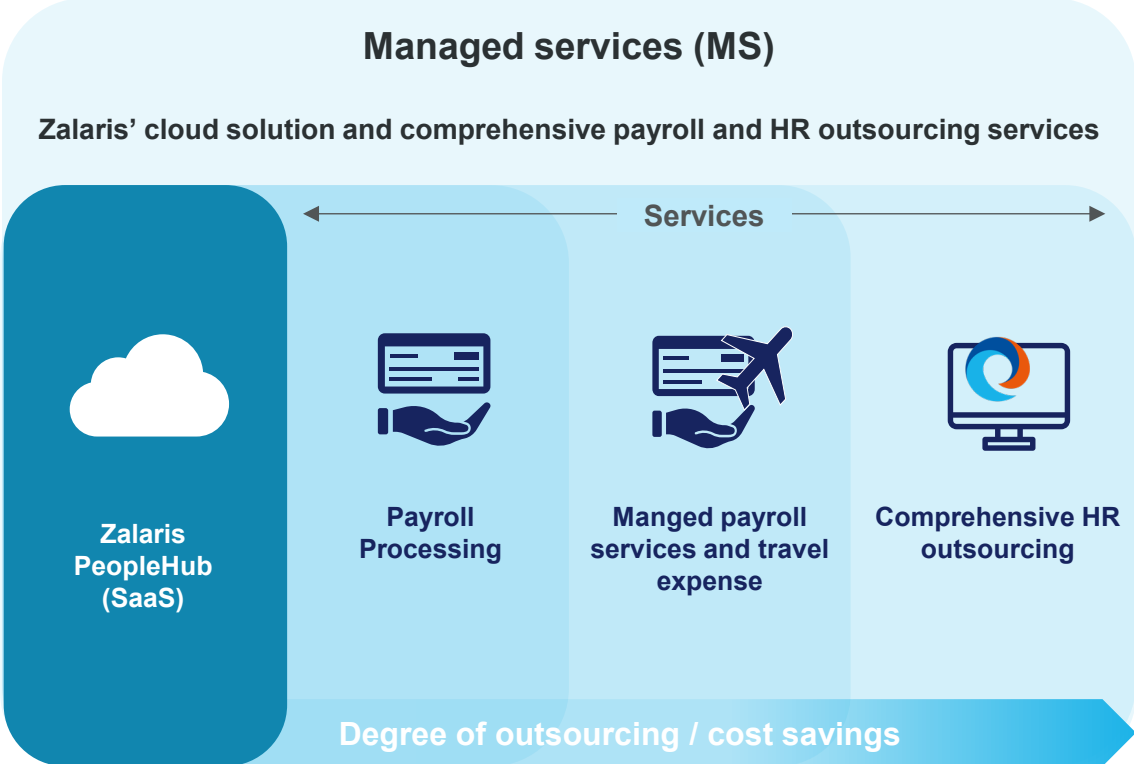 Managed services (MS)
Zalaris’ cloud solution and comprehensive payroll and HR outsourcing services
Services
Zalaris
PeopleHub
(SaaS)
Payroll
Processing
Manged payroll
services and travel
expense
Comprehensive HR
outsourcing
Degree of outsourcing / cost savings